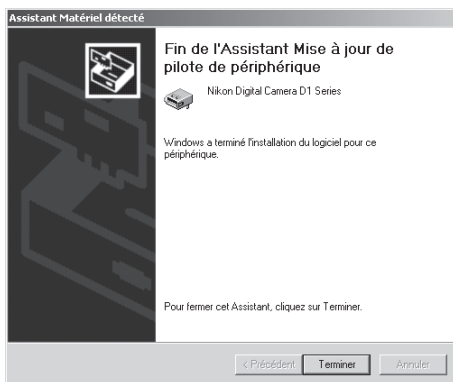 Assistant Matériel détecté
Fin de l'Assistant Mise à jour de
pilote de périphérique
Nikon Digital Camera D1 Series
Windows a terminé l'installation du logiciel pour ce
périphérique.
Pour fermer cet Assistant, cliquez sur Terminer.
< Précédent
Terminer
Annuler